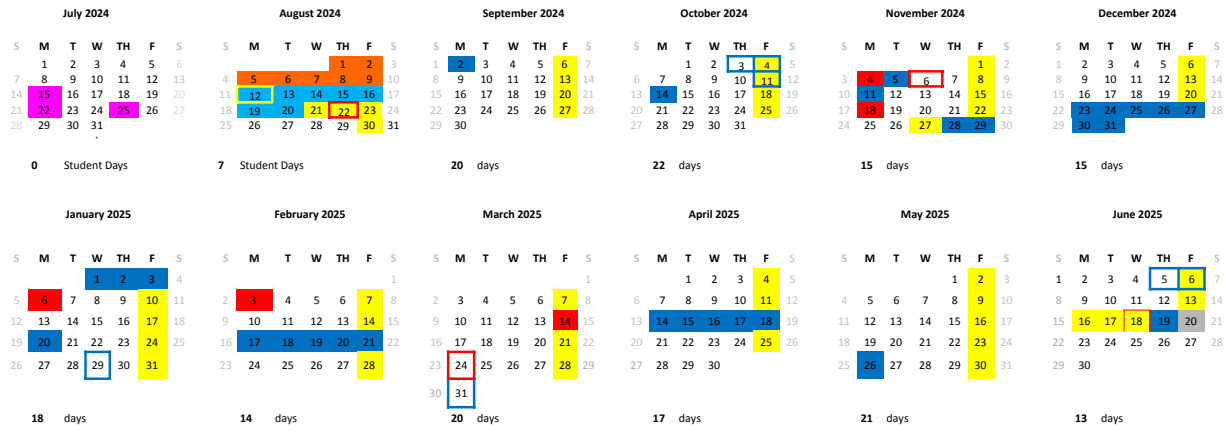 July 2024
S M T W TH F S
1 2 3 4 5 6
7 8 9 10 11 12 13
14 15 16 17 18 19 20
21 22 23 24 25 26 27
28 29 30 31
0 Student Days
August 2024
S M T W TH F S
1 2 3
4 5 6 7 8 9 10
11 12 13 14 15 16 17
18 19 20 21 22 23 24
25 26 27 28 29 30 31
7 Student Days
September 2024
S M T W TH F S
1 2 3 4 5 6 7
8 9 10 11 12 13 14
15 16 17 18 19 20 21
22 23 24 25 26 27 28
29 30
20 days
October 2024
S M T W TH F S
1 2 3 4 5
6 7 8 9 10 11 12
13 14 15 16 17 18 19
20 21 22 23 24 25 26
27 28 29 30 31
22 days
November 2024
S M T W TH F S
1 2
3 4 5 6 7 8 9
10 11 12 13 14 15 16
17 18 19 20 21 22 23
24 25 26 27 28 29 30
15 days
December 2024
S M T W TH F S
1 2 3 4 5 6 7
8 9 10 11 12 13 14
15 16 17 18 19 20 21
22 23 24 25 26 27 28
29 30 31
15 days
January 2025
S M T W TH F S
1 2 3 4
5 6 7 8 9 10 11
12 13 14 15 16 17 18
19 20 21 22 23 24 25
26 27 28 29 30 31
18 days
February 2025
S M T W TH F S
1
2 3 4 5 6 7 8
9 10 11 12 13 14 15
16 17 18 19 20 21 22
23 24 25 26 27 28
14 days
March 2025
S M T W TH F S
1
2 3 4 5 6 7 8
9 10 11 12 13 14 15
16 17 18 19 20 21 22
23 24 25 26 27 28 29
30 31
20 days
April 2025
S M T W TH F S
1 2 3 4 5
6 7 8 9 10 11 12
13 14 15 16 17 18 19
20 21 22 23 24 25 26
27 28 29 30
17 days
May 2025
S M T W TH F S
1 2 3
4 5 6 7 8 9 10
11 12 13 14 15 16 17
18 19 20 21 22 23 24
25 26 27 28 29 30 31
21 days
June 2025
S M T W TH F S
1 2 3 4 5 6 7
8 9 10 11 12 13 14
15 16 17 18 19 20 21
22 23 24 25 26 27 28
29 30
13 days